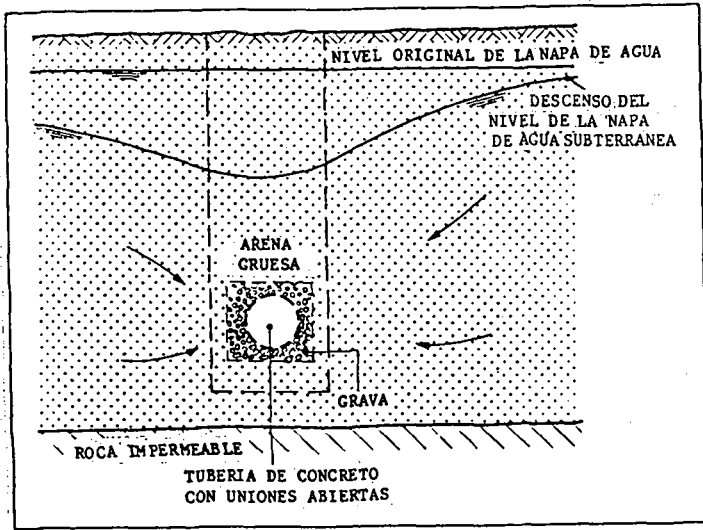 NIVEL ORIGINAL DE LA NAPA DE AGUA
DESCENSO DEL
NIVEL DE LA NAPA
DE AGUA SUBTERRANEA
ARENA
GRUESA
GRAVA
ROCA IMPERMEABLE
TUBERIA DE CONCRETO
CON UNIONES ABIERTAS